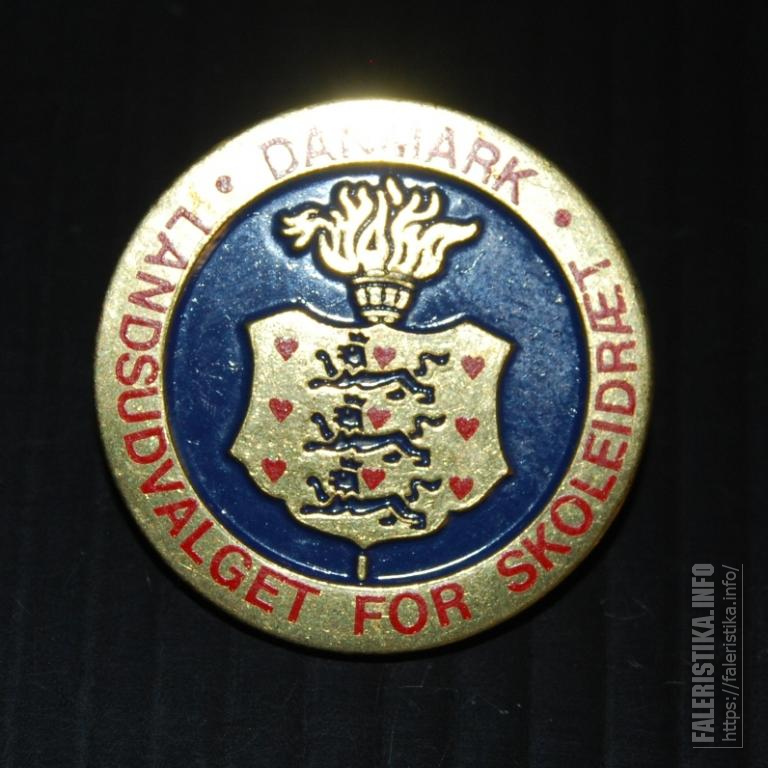 • DANMARK •
LANDSUDVALGET FOR SKOLEIDRÆT
FALERISTIKA.INFO
https://faleristika.info/